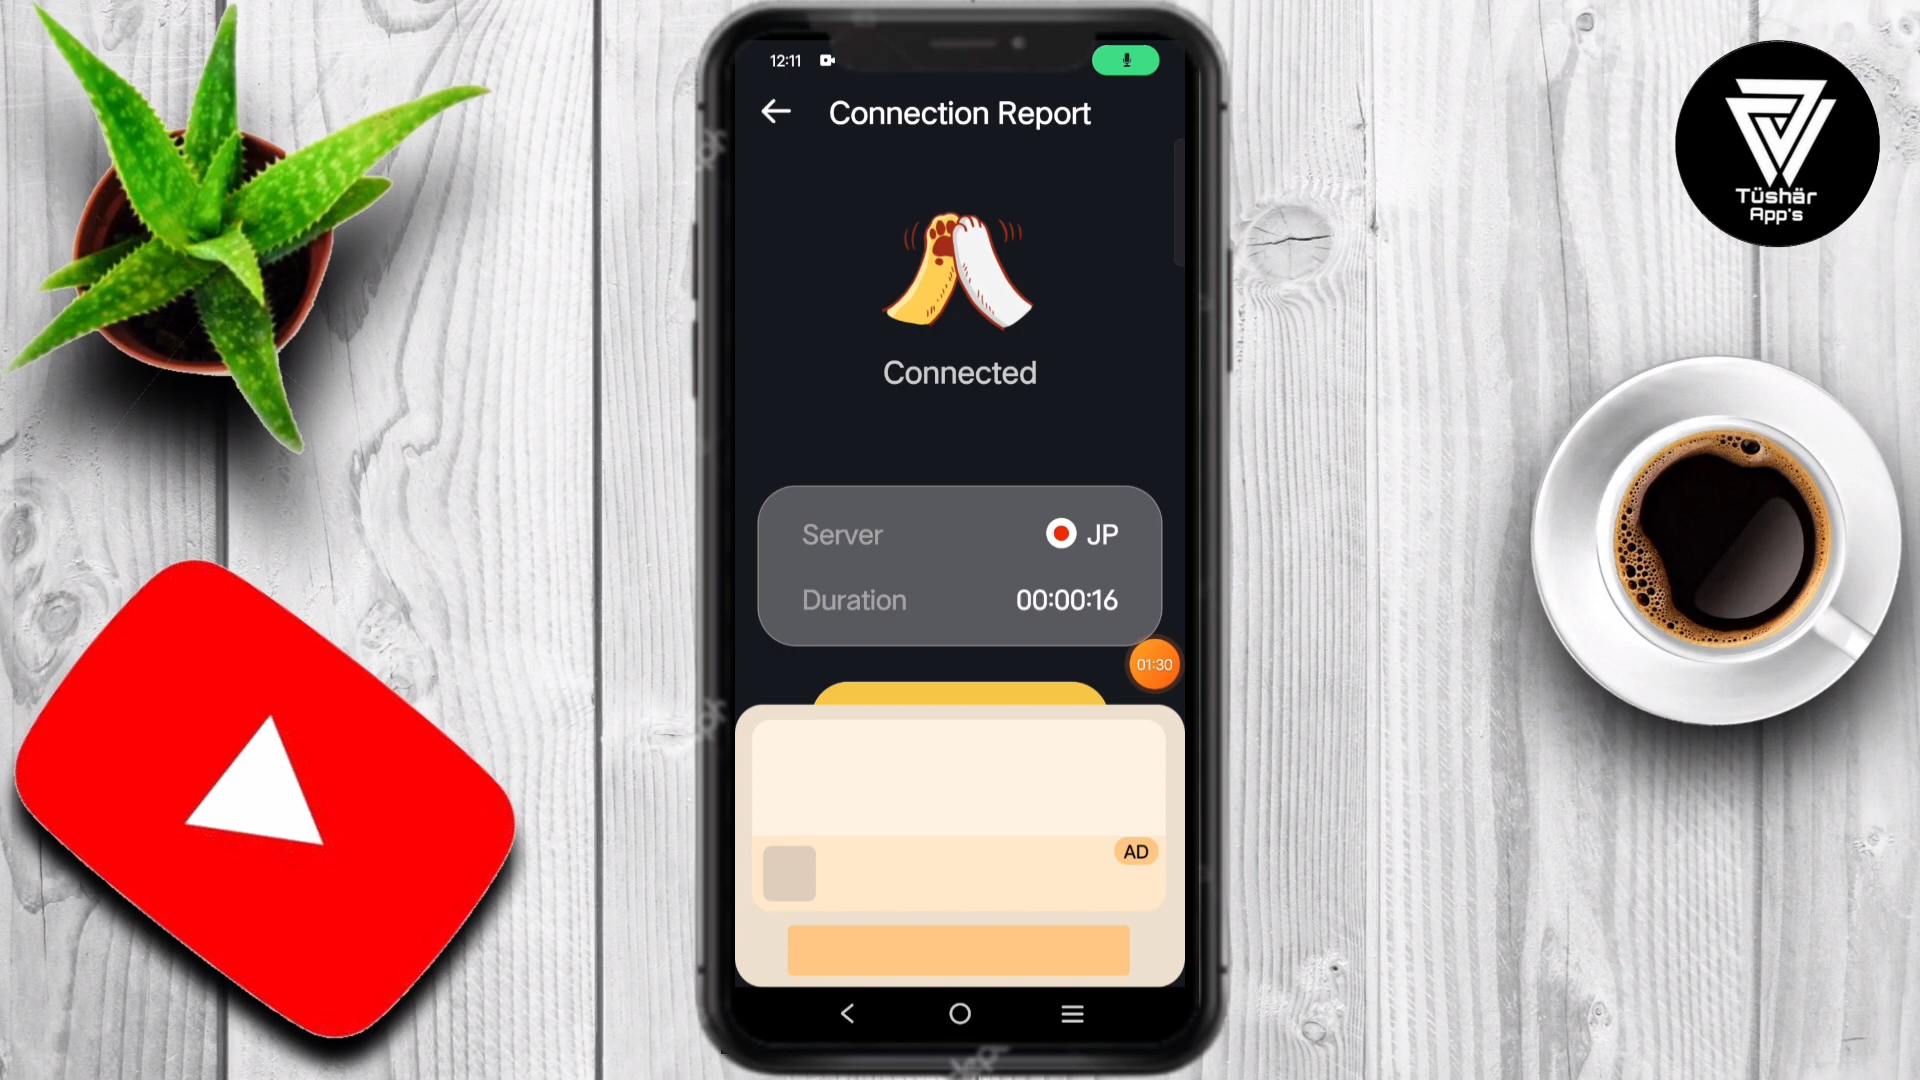 12:11
Connection Report
Connected
Server JP
Duration 00:00:16
01:30
AD
Tüshär
App's